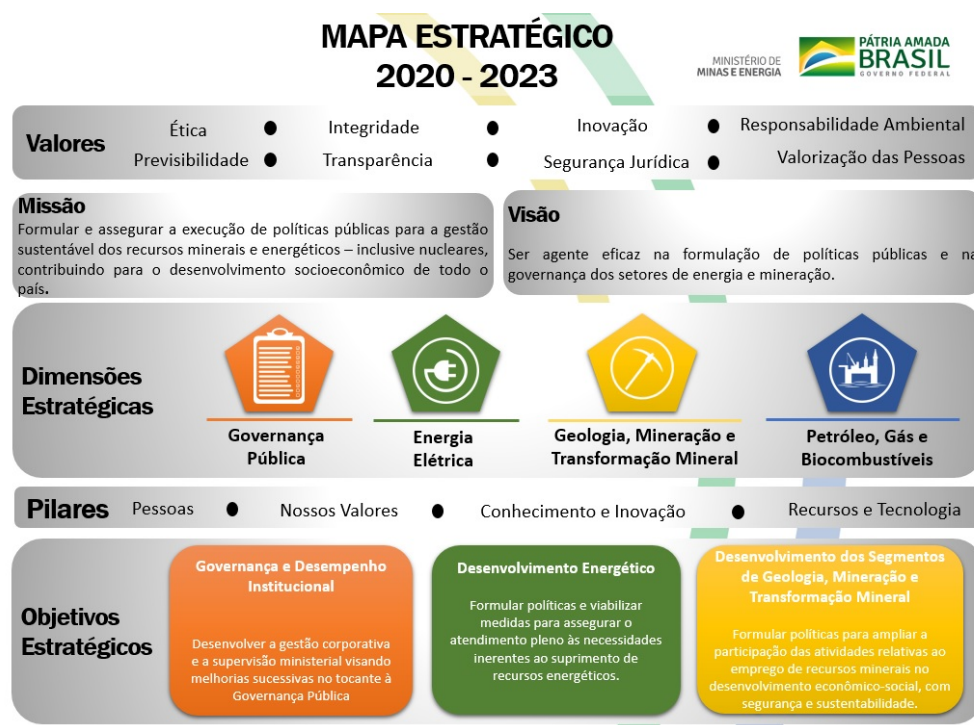 MAPA ESTRATÉGICO
2020 - 2023
MINISTÉRIO DE
MINAS E ENERGIA
PÁTRIA AMADA
BRASIL
GOVERNO FEDERAL
Valores
Ética ● Integridade ● Inovação ● Responsabilidade Ambiental
Previsibilidade ● Transparência ● Segurança Jurídica ● Valorização das Pessoas
Missão
Formular e assegurar a execução de políticas públicas para a gestão
sustentável dos recursos minerais e energéticos – inclusive nucleares,
contribuindo para o desenvolvimento socioeconômico de todo o
país.
Visão
Ser agente eficaz na formulação de políticas públicas e na
governança dos setores de energia e mineração.
Dimensões
Estratégicas
Governança
Pública
Energia
Elétrica
Geologia, Mineração e
Transformação Mineral
Petróleo, Gás e
Biocombustíveis
Pilares
Pessoas ● Nossos Valores ● Conhecimento e Inovação ● Recursos e Tecnologia
Objetivos
Estratégicos
Governança e Desempenho
Institucional
Desenvolver a gestão corporativa
e a supervisão ministerial visando
melhorias sucessivas no tocante à
Governança Pública
Desenvolvimento Energético
Formular políticas e viabilizar
medidas para assegurar o
atendimento pleno às necessidades
inerentes ao suprimento de
recursos energéticos.
Desenvolvimento dos Segmentos
de Geologia, Mineração e
Transformação Mineral
Formular políticas para ampliar a
participação das atividades relativas ao
emprego de recursos minerais no
desenvolvimento econômico-social, com
segurança e sustentabilidade.